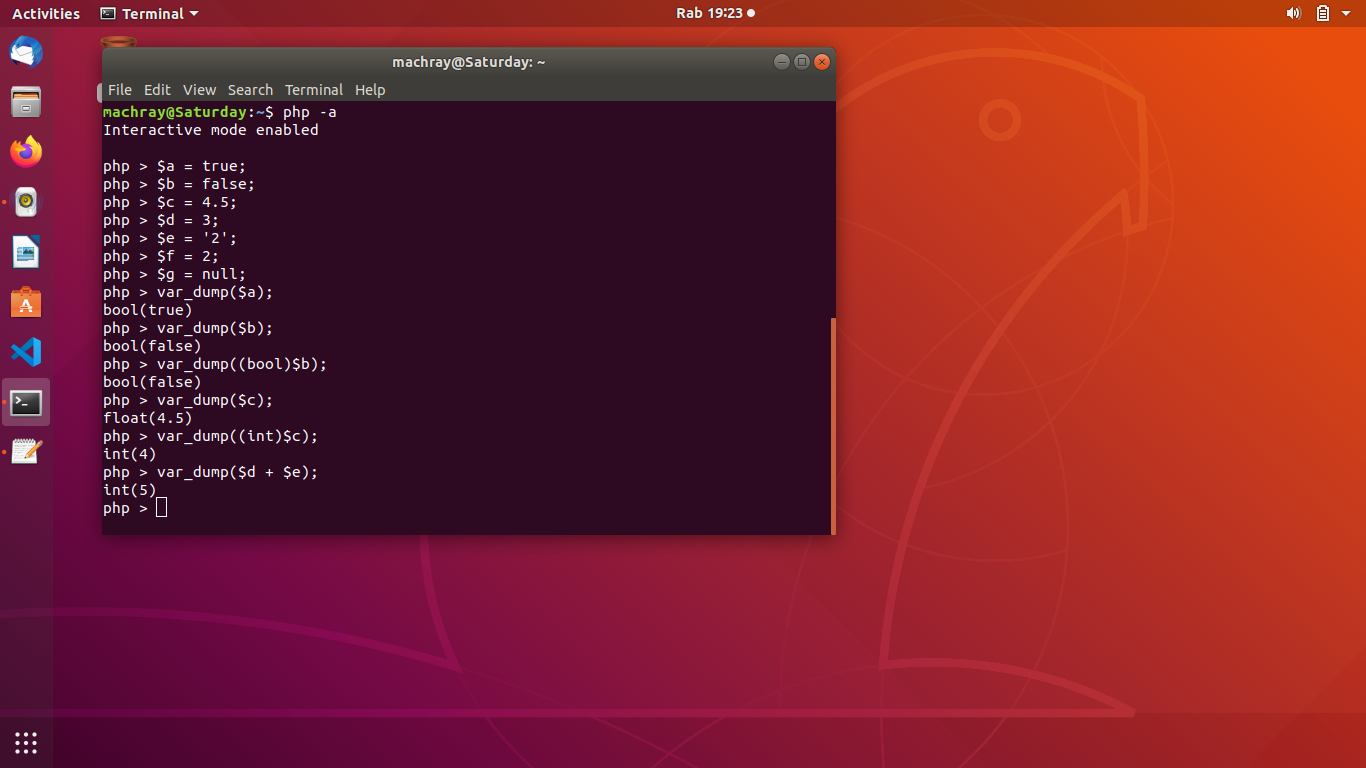 Activities Terminal Rab 19:23
machray@Saturday: ~
File Edit View Search Terminal Help
machray@Saturday:~$ php -a
Interactive mode enabled
php > $a = true;
php > $b = false;
php > $c = 4.5;
php > $d = 3;
php > $e = '2';
php > $f = 2;
php > $g = null;
php > var_dump($a);
bool(true)
php > var_dump($b);
bool(false)
php > var_dump((bool)$b);
bool(false)
php > var_dump($c);
float(4.5)
php > var_dump((int)$c);
int(4)
php > var_dump($d + $e);
int(5)
php >